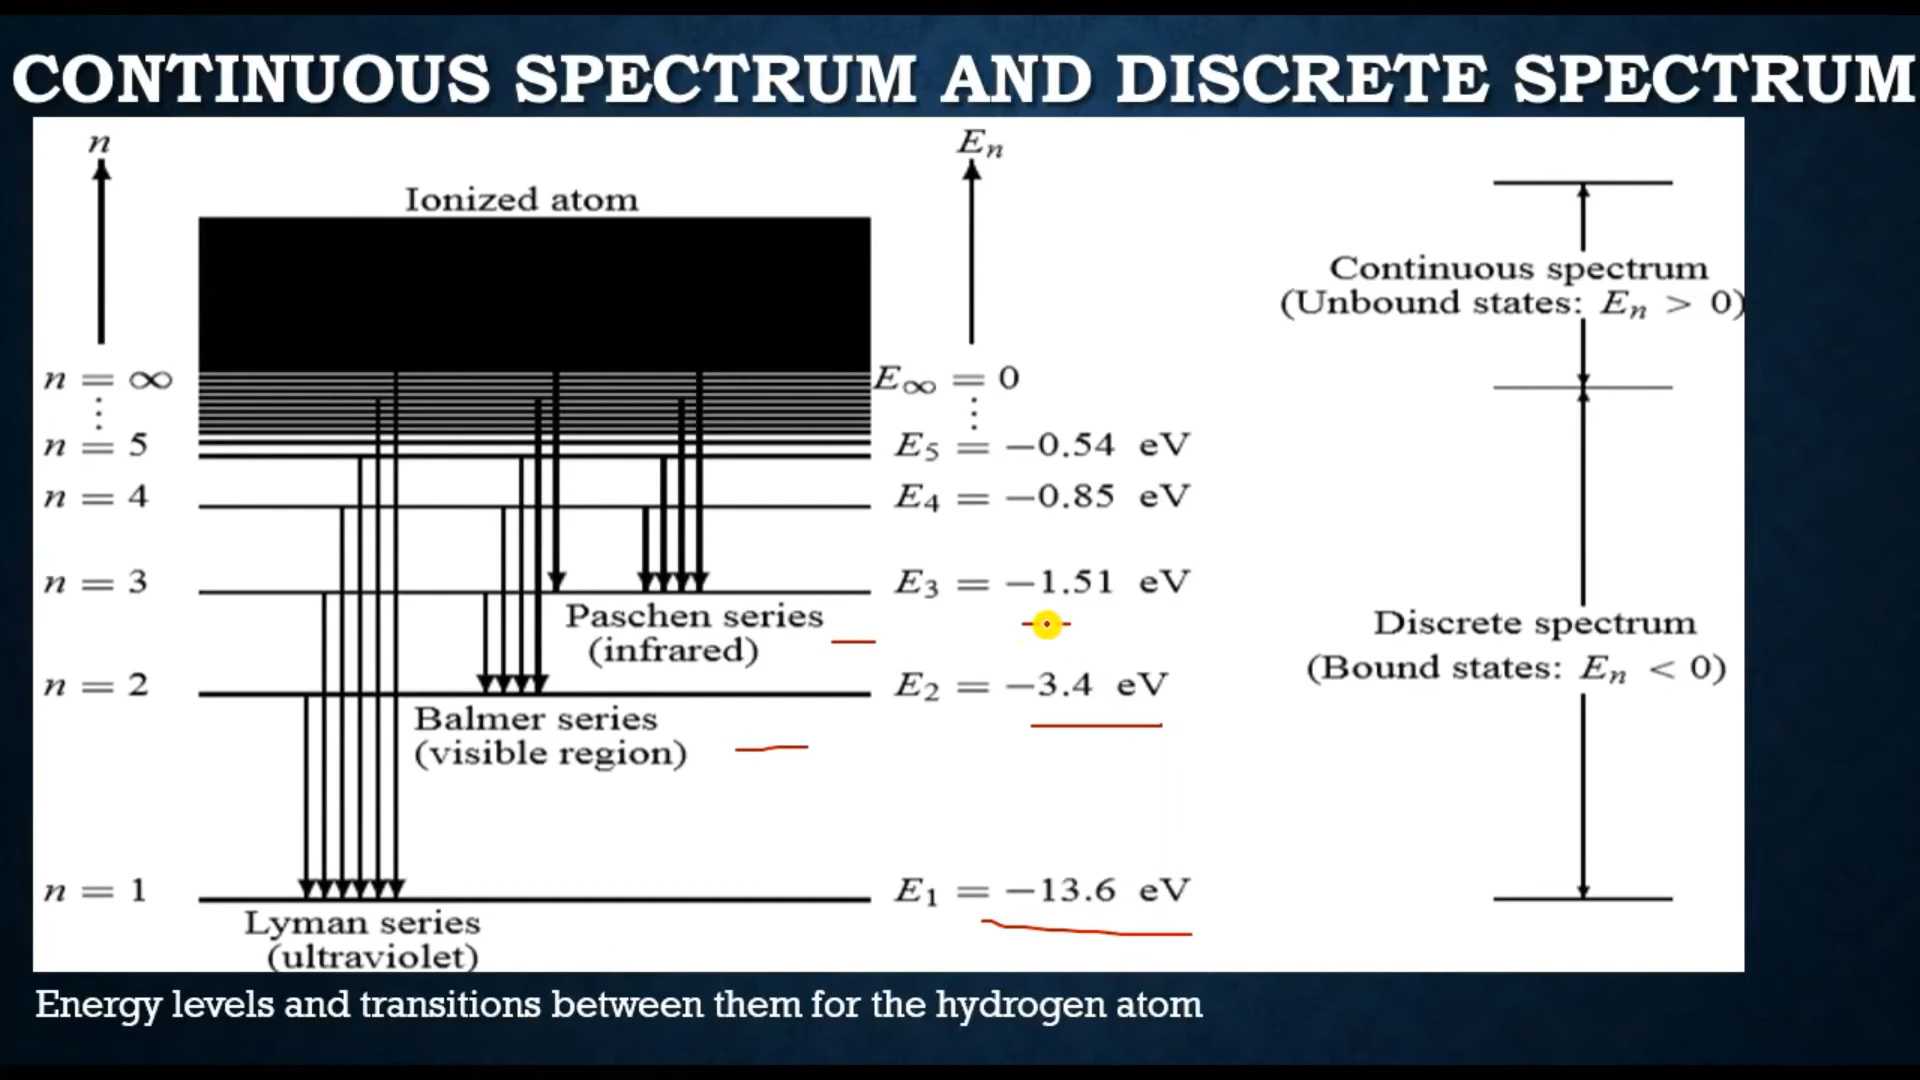 CONTINUOUS SPECTRUM AND DISCRETE SPECTRUM
n
Eₙ
Ionized atom
Continuous spectrum
(Unbound states: Eₙ > 0)
n = ∞
E∞ = 0
⋮
⋮
n = 5
E₅ = −0.54 eV
n = 4
E₄ = −0.85 eV
n = 3
E₃ = −1.51 eV
Paschen series
(infrared)
Discrete spectrum
(Bound states: Eₙ < 0)
n = 2
E₂ = −3.4 eV
Balmer series
(visible region)
n = 1
E₁ = −13.6 eV
Lyman series
(ultraviolet)
Energy levels and transitions between them for the hydrogen atom